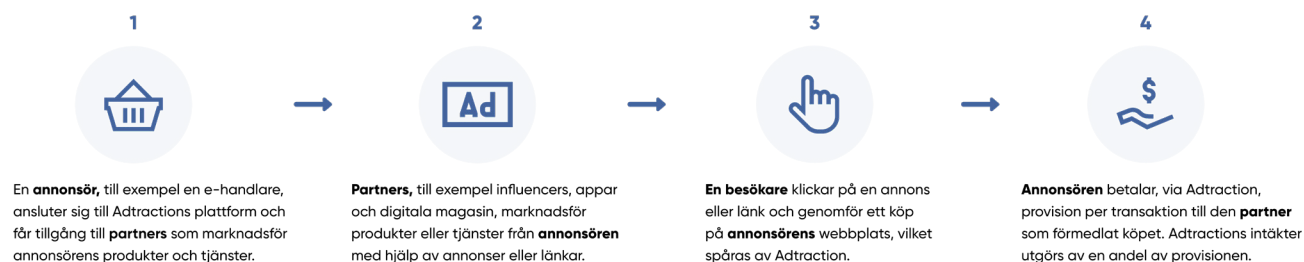 1
2
3
4
Ad
$
En annonsör, till exempel en e-handlare,
ansluter sig till Adtractions plattform och
får tillgång till partners som marknadsför
annonsörens produkter och tjänster.
Partners, till exempel influencers, appar
och digitala magasin, marknadsför
produkter eller tjänster från annonsören
med hjälp av annonser eller länkar.
En besökare klickar på en annons
eller länk och genomför ett köp
på annonsörens webbplats, vilket
spåras av Adtraction.
Annonsören betalar, via Adtraction,
provision per transaktion till den partner
som förmedlat köpet. Adtractions intäkter
utgörs av en andel av provisionen.